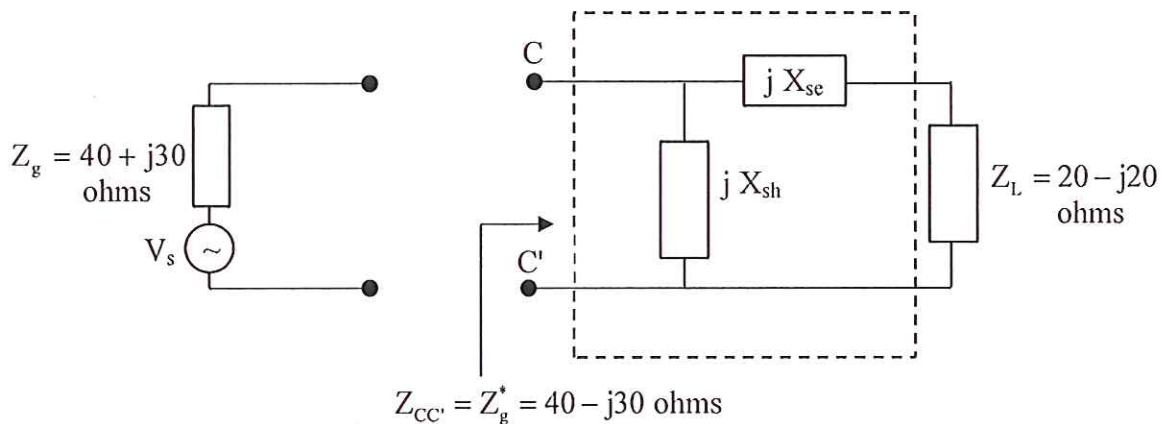 C
j X_se
Z_g = 40 + j30
ohms
j X_sh
Z_L = 20 − j20
ohms
V_s
~
C'
Z_CC' = Z_g^* = 40 − j30 ohms